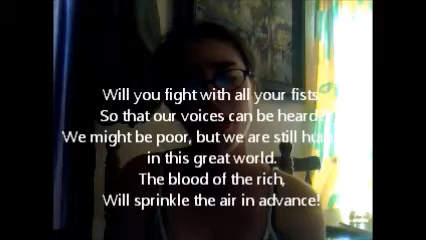 Will you fight with all your fists
So that our voices can be heard,
We might be poor, but we are still
in this great world.
The blood of the rich,
Will sprinkle the air in advance!